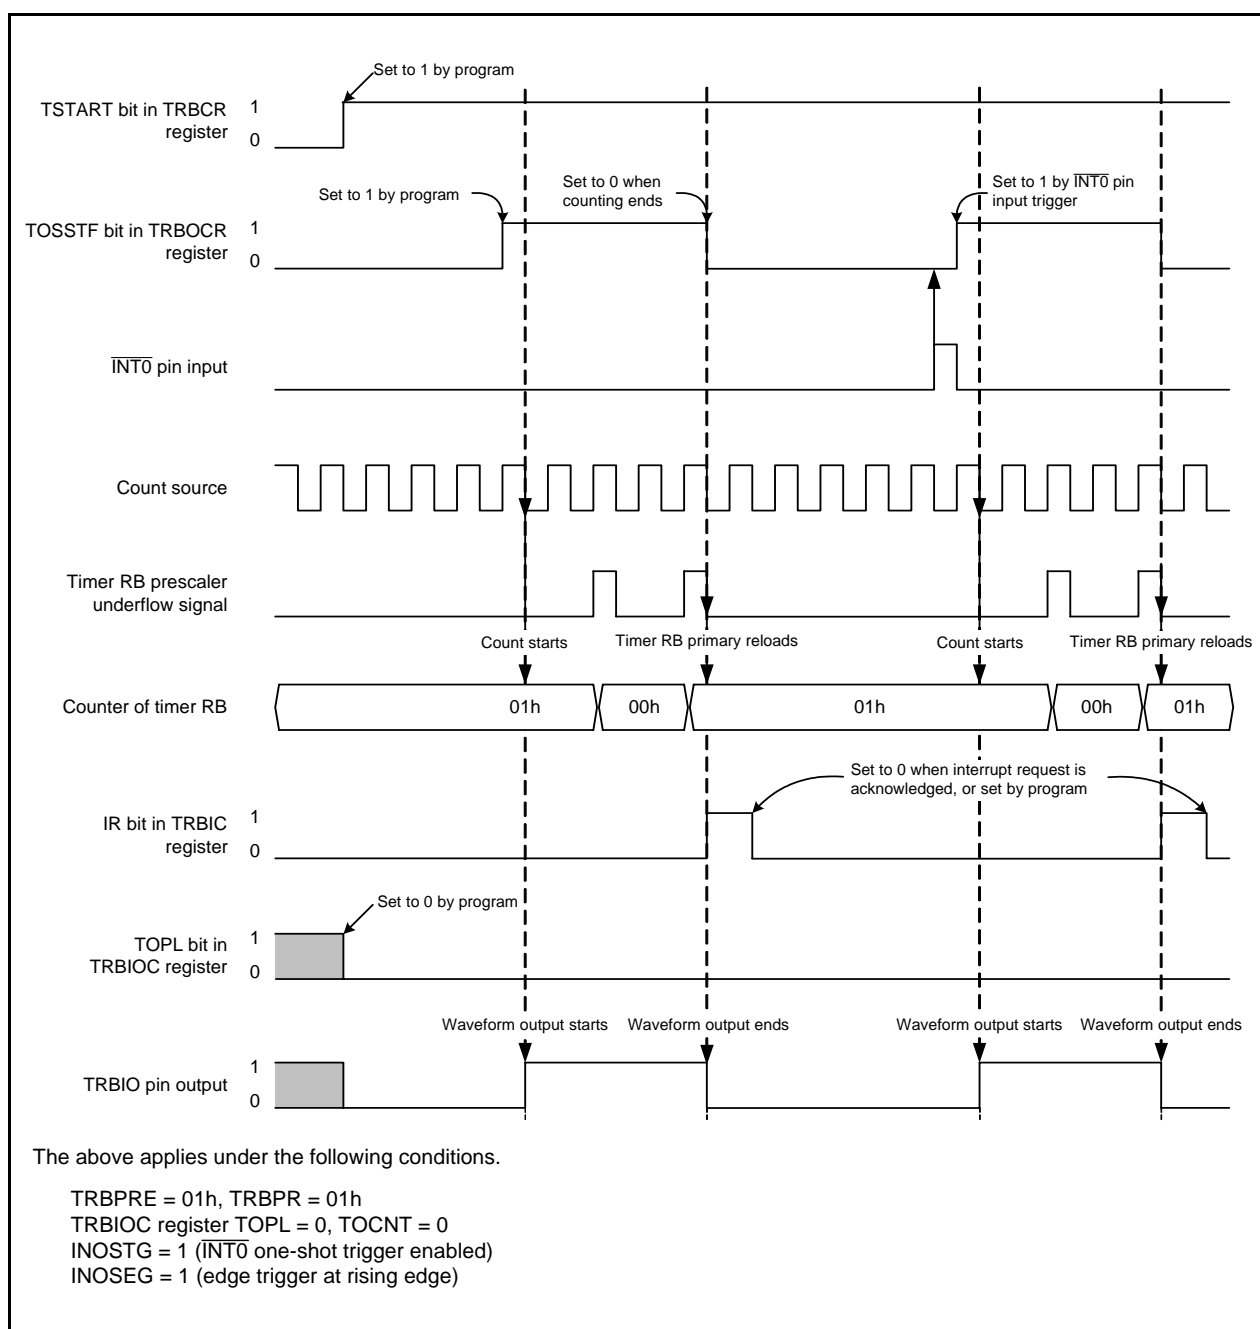 Set to 1 by program
TSTART bit in TRBCR
register
1
0
Set to 1 by program
Set to 0 when
counting ends
Set to 1 by INT0 pin
input trigger
TOSSTF bit in TRBOCR
register
1
0
INT0 pin input
Count source
Timer RB prescaler
underflow signal
Count starts
Timer RB primary reloads
Count starts
Timer RB primary reloads
Counter of timer RB
01h
00h
01h
00h
01h
Set to 0 when interrupt request is
acknowledged, or set by program
IR bit in TRBIC
register
1
0
Set to 0 by program
TOPL bit in
TRBIOC register
1
0
Waveform output starts
Waveform output ends
Waveform output starts
Waveform output ends
TRBIO pin output
1
0
The above applies under the following conditions.
TRBPRE = 01h, TRBPR = 01h
TRBIOC register TOPL = 0, TOCNT = 0
INOSTG = 1 (INT0 one-shot trigger enabled)
INOSEG = 1 (edge trigger at rising edge)